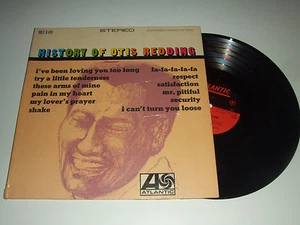 STEREO
HISTORY OF OTIS REDDING
i've been loving you too long
try a little tenderness
these arms of mine
pain in my heart
my lover's prayer
shake
fa-fa-fa-fa-fa
respect
satisfaction
mr. pitiful
security
i can't turn you loose
ATLANTIC
ATLANTIC